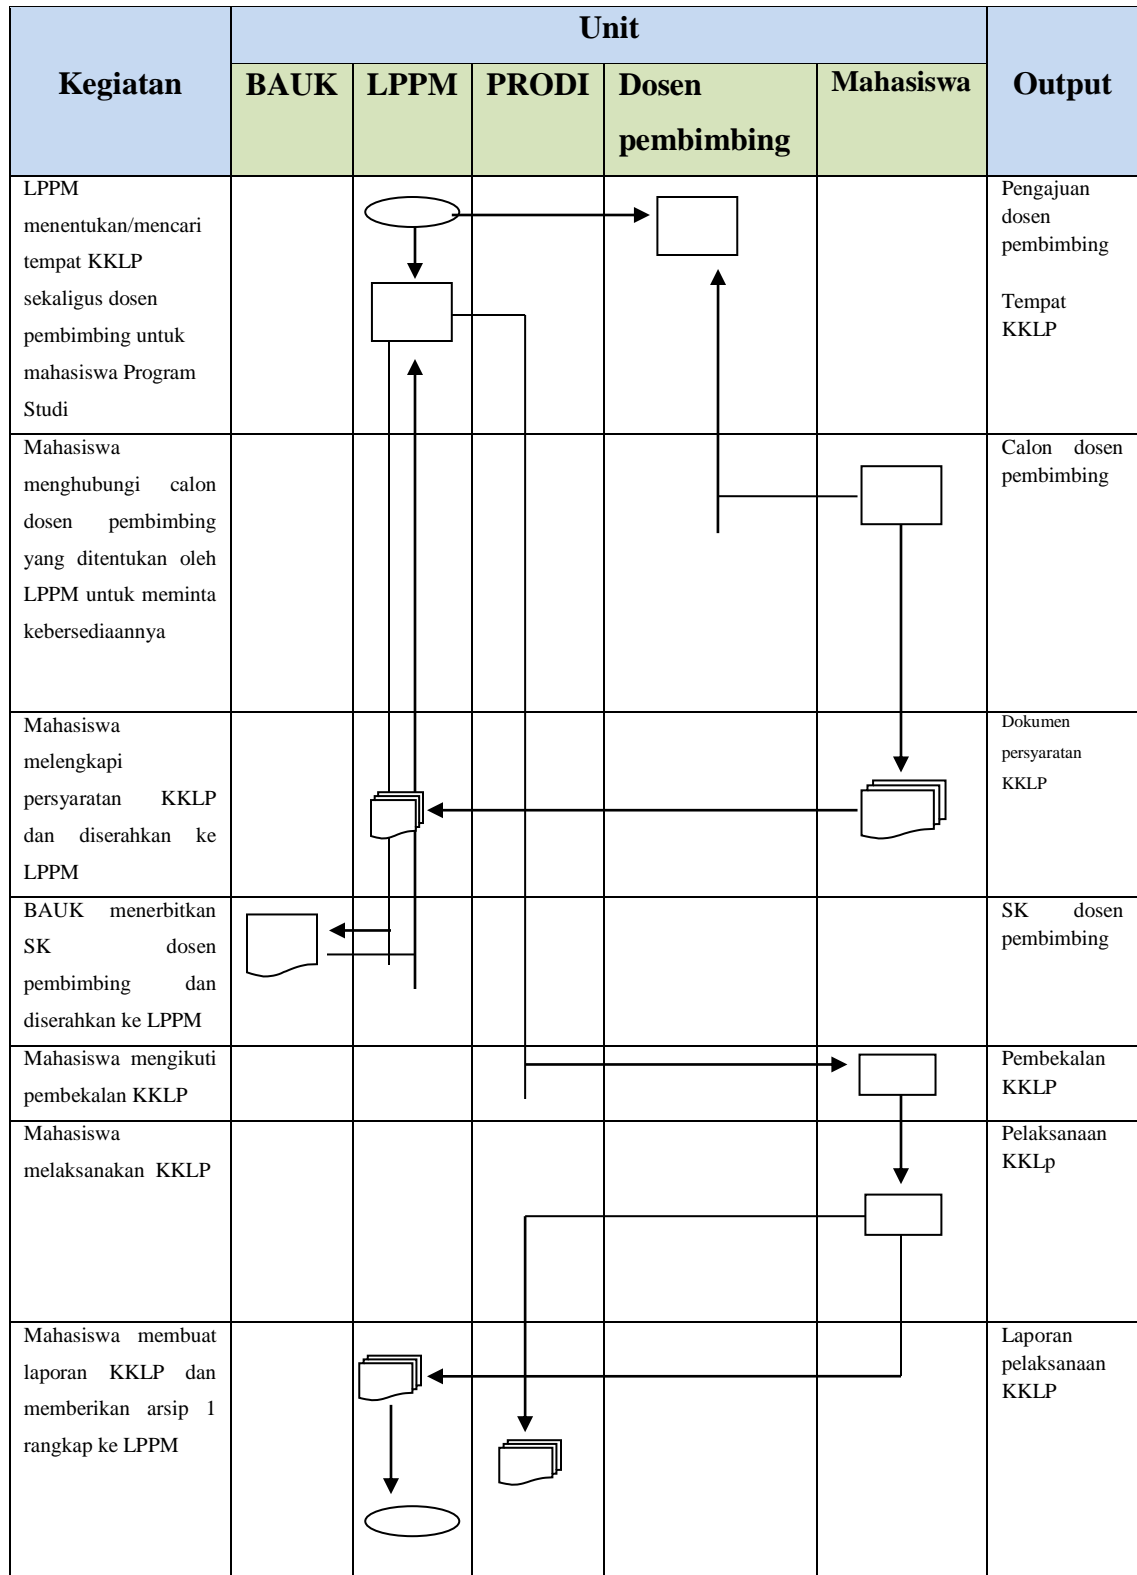 Unit
Kegiatan
BAUK
LPPM
PRODI
Dosen
pembimbing
Mahasiswa
Output
LPPM
menentukan/mencari
tempat KKLP
sekaligus dosen
pembimbing untuk
mahasiswa Program
Studi
Pengajuan
dosen
pembimbing
Tempat
KKLP
Mahasiswa
menghubungi calon
dosen pembimbing
yang ditentukan oleh
LPPM untuk meminta
kebersediaannya
Calon dosen
pembimbing
Mahasiswa
melengkapi
persyaratan KKLP
dan diserahkan ke
LPPM
Dokumen
persyaratan
KKLP
BAUK menerbitkan
SK dosen
pembimbing dan
diserahkan ke LPPM
SK dosen
pembimbing
Mahasiswa mengikuti
pembekalan KKLP
Pembekalan
KKLP
Mahasiswa
melaksanakan KKLP
Pelaksanaan
KKLp
Mahasiswa membuat
laporan KKLP dan
memberikan arsip 1
rangkap ke LPPM
Laporan
pelaksanaan
KKLP